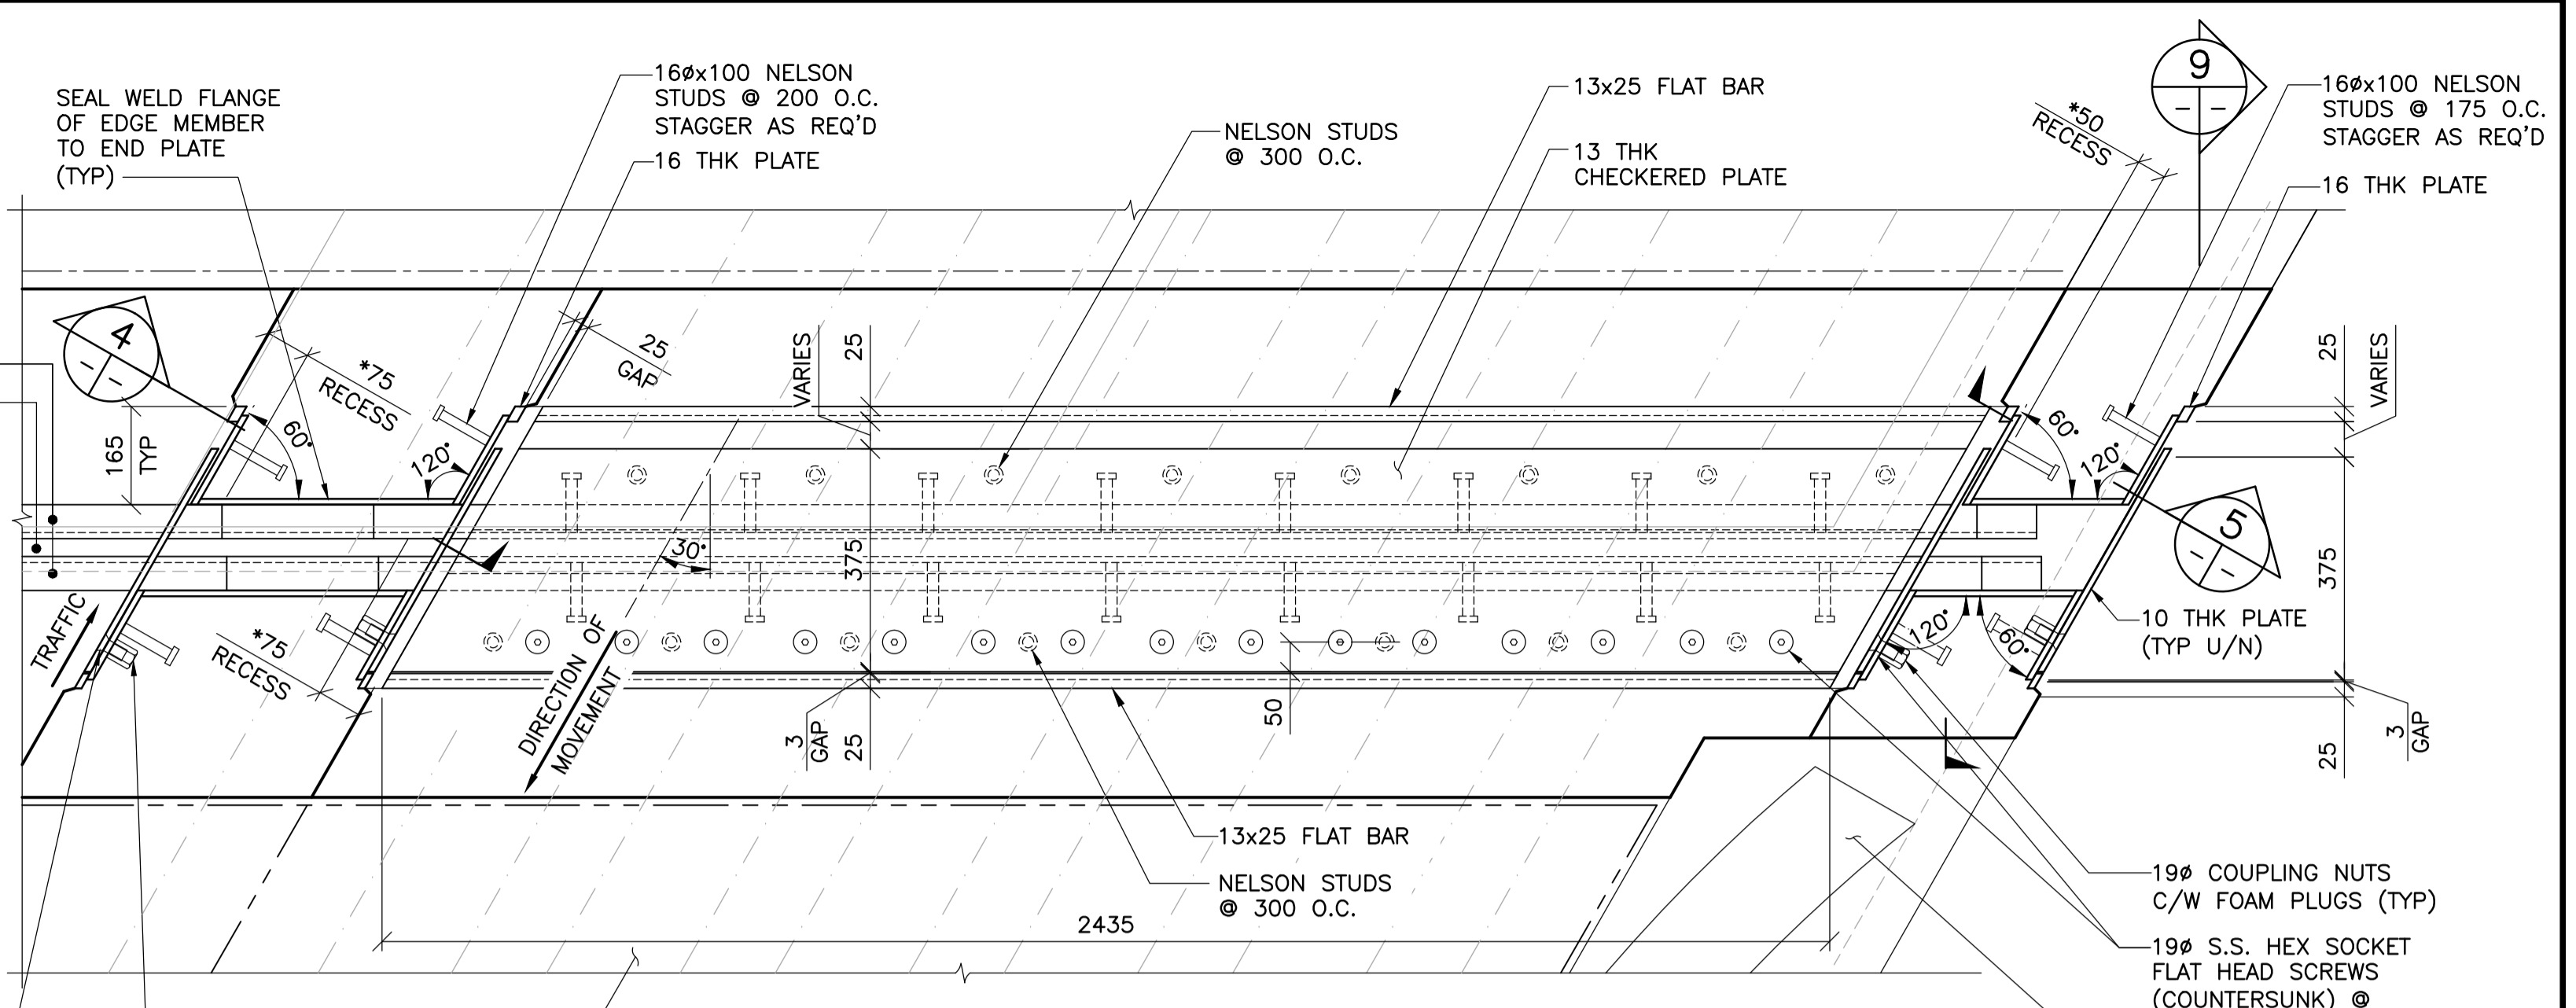 SEAL WELD FLANGE
OF EDGE MEMBER
TO END PLATE
(TYP)
16øx100 NELSON
STUDS @ 200 O.C.
STAGGER AS REQ'D
16 THK PLATE
NELSON STUDS
@ 300 O.C.
13x25 FLAT BAR
13 THK
CHECKERED PLATE
*50
RECESS
9
- -
16øx100 NELSON
STUDS @ 175 O.C.
STAGGER AS REQ'D
16 THK PLATE
4
- -
*75
RECESS
25
GAP
VARIES
25
25
VARIES
165
TYP
60°
120°
60°
120°
30°
375
5
- -
375
TRAFFIC
*75
RECESS
DIRECTION OF
MOVEMENT
3
GAP
25
50
120°
60°
10 THK PLATE
(TYP U/N)
25
3
GAP
13x25 FLAT BAR
NELSON STUDS
@ 300 O.C.
2435
19ø COUPLING NUTS
C/W FOAM PLUGS (TYP)
19ø S.S. HEX SOCKET
FLAT HEAD SCREWS
(COUNTERSUNK) @